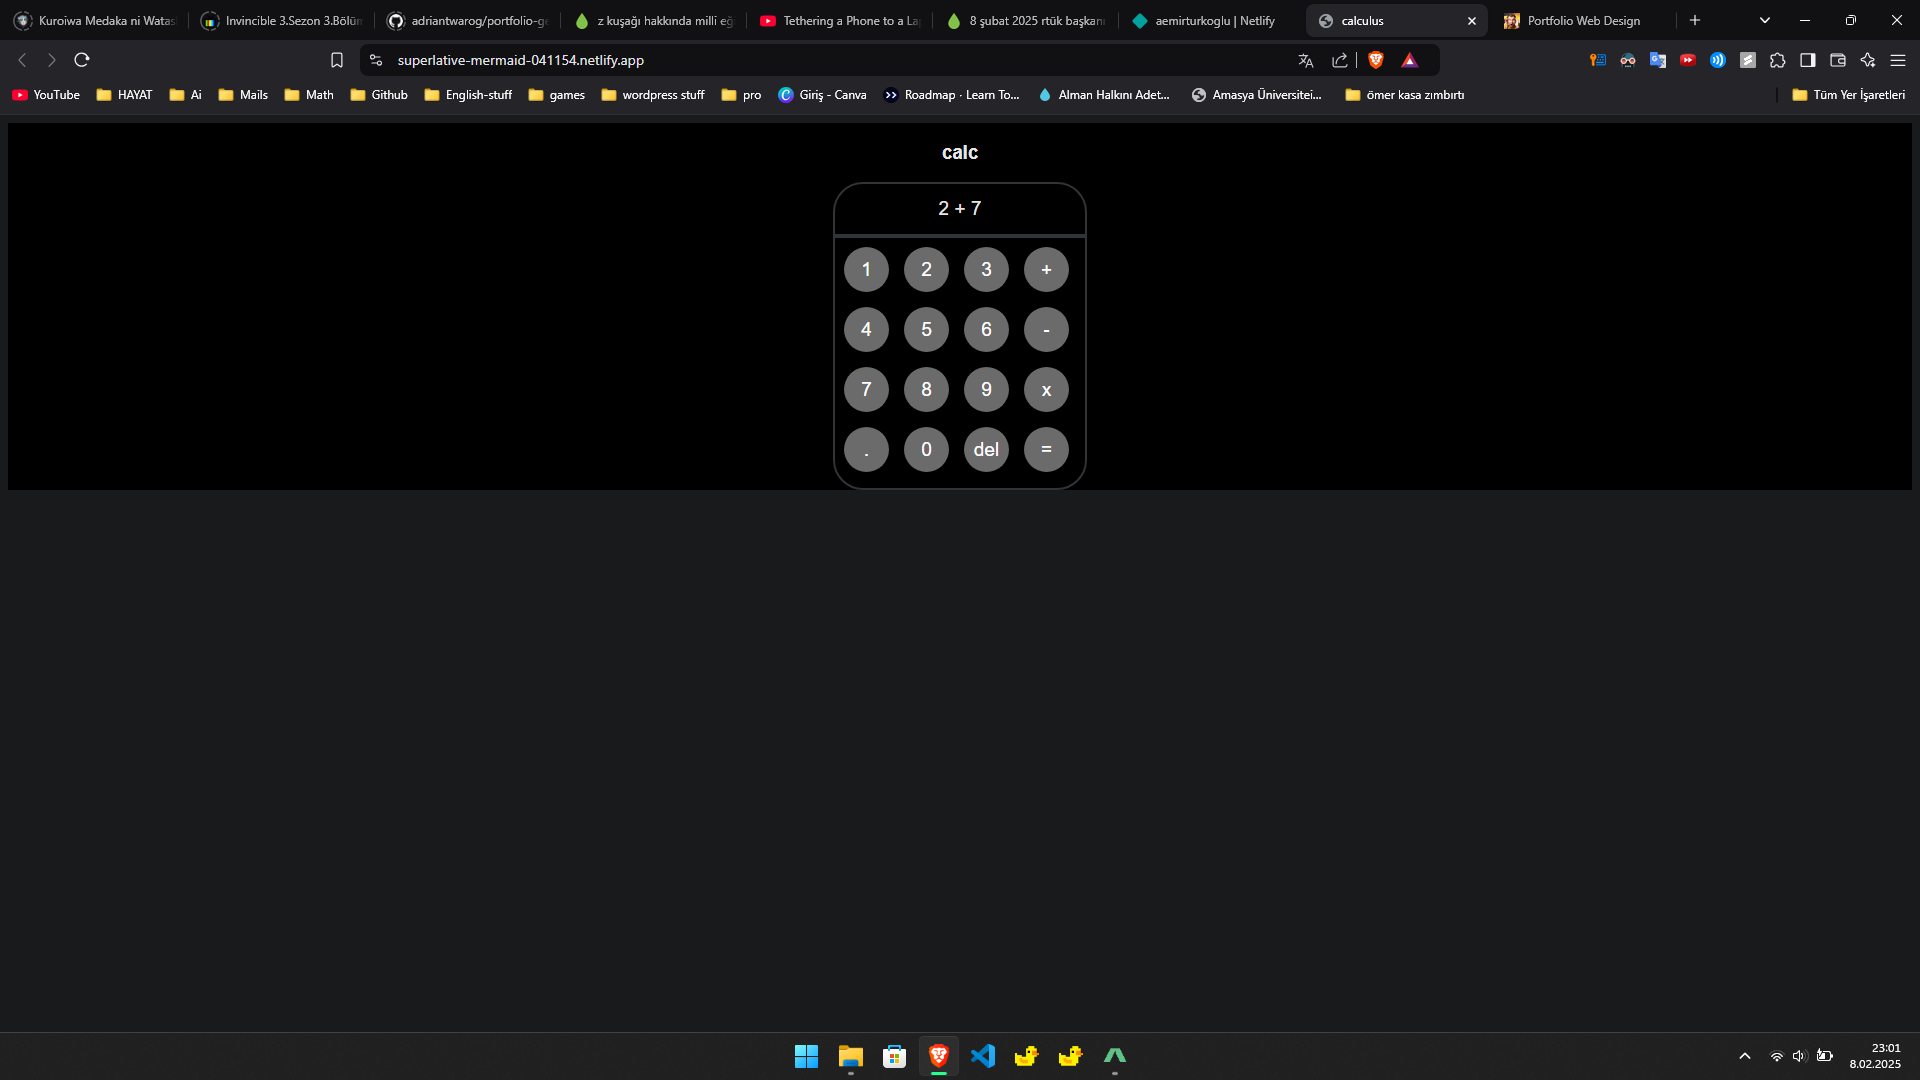 Kuroiwa Medaka ni Watas
Invincible 3.Sezon 3.Bölüm
adriantwarog/portfolio-ge
z kuşağı hakkında milli eğ
Tethering a Phone to a La
8 şubat 2025 rtük başkanı
aemirturkoglu | Netlify
calculus
Portfolio Web Design
superlative-mermaid-041154.netlify.app
YouTube
HAYAT
Ai
Mails
Math
Github
English-stuff
games
wordpress stuff
pro
Giriş - Canva
Roadmap · Learn To...
Alman Halkını Adet...
Amasya Üniversitei...
ömer kasa zımbırtı
Tüm Yer İşaretleri
calc
2 + 7
1 2 3 +
4 5 6 -
7 8 9 x
. 0 del =
23:01
8.02.2025